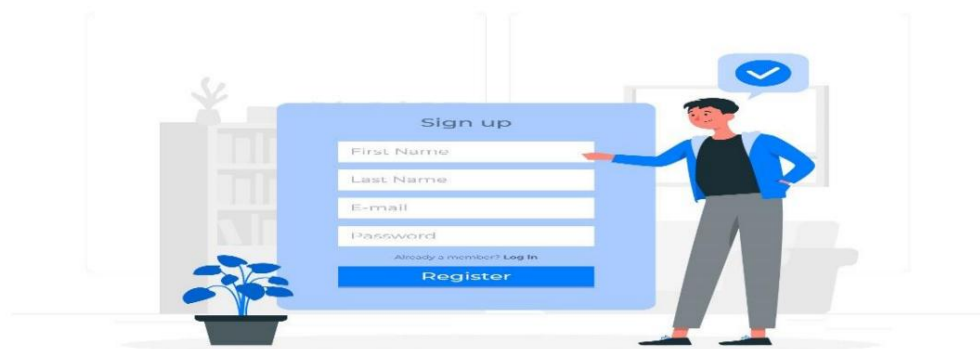 Sign up
First Name
Last Name
E-mail
Password
Already a member? Log In
Register